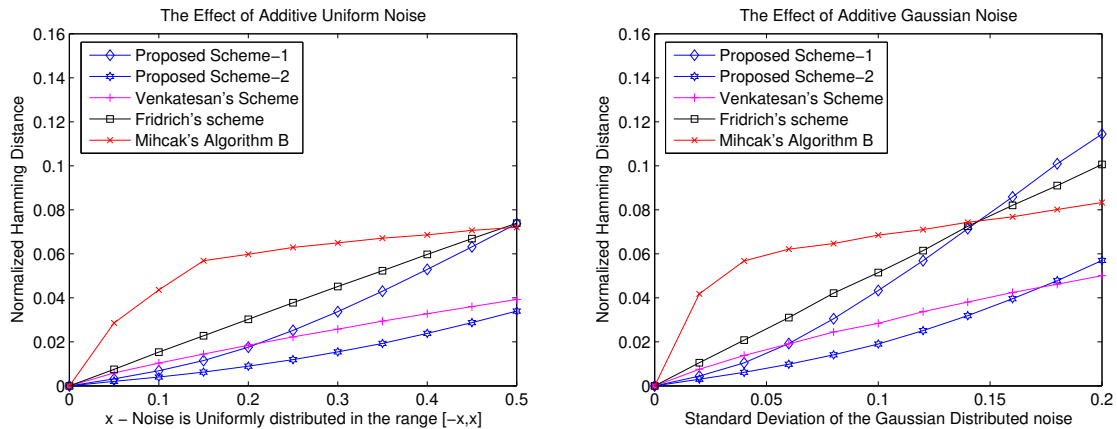 The Effect of Additive Uniform Noise
0.16
0.14
0.12
0.1
0.08
0.06
0.04
0.02
0
Normalized Hamming Distance
Proposed Scheme−1
Proposed Scheme−2
Venkatesan's Scheme
Fridrich's scheme
Mihcak's Algorithm B
0 0.1 0.2 0.3 0.4 0.5
x − Noise is Uniformly distributed in the range [−x,x]
The Effect of Additive Gaussian Noise
0.16
0.14
0.12
0.1
0.08
0.06
0.04
0.02
0
Normalized Hamming Distance
Proposed Scheme−1
Proposed Scheme−2
Venkatesan's Scheme
Fridrich's scheme
Mihcak's Algorithm B
0 0.05 0.1 0.15 0.2
Standard Deviation of the Gaussian Distributed noise